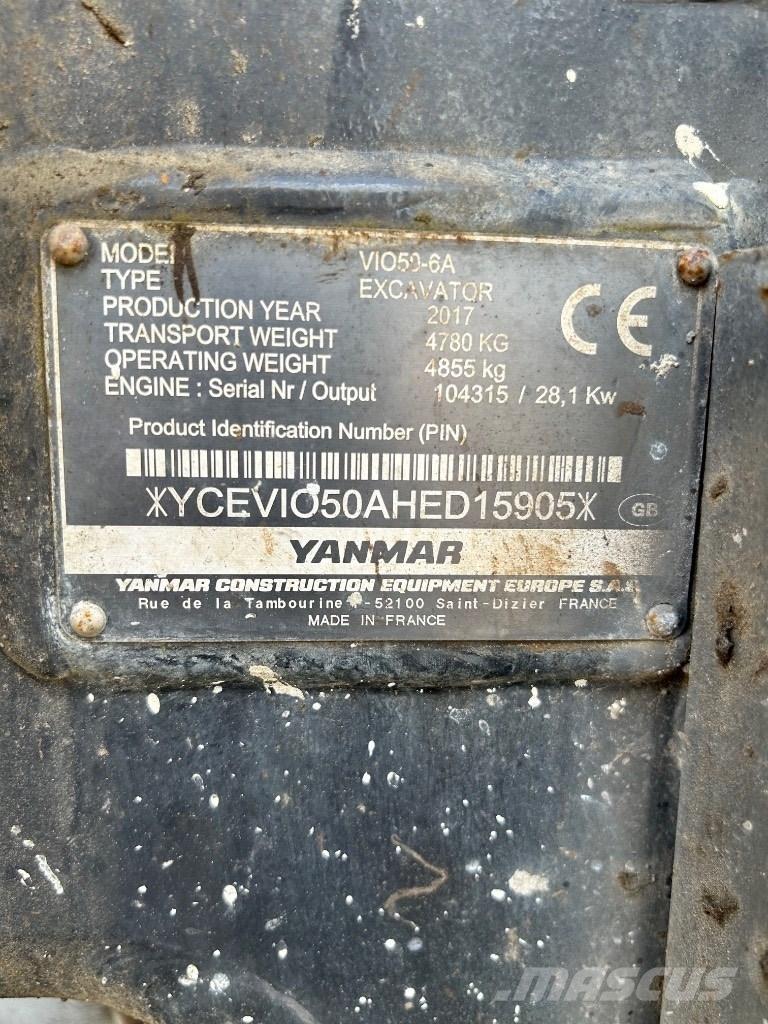 MODEL VIO50-6A
TYPE EXCAVATOR
PRODUCTION YEAR 2017
TRANSPORT WEIGHT 4780 KG
OPERATING WEIGHT 4855 kg
ENGINE : Serial Nr / Output 104315 / 28,1 Kw
CE
Product Identification Number (PIN)
*YCEVIO50AHED15905*
GB
YANMAR
YANMAR CONSTRUCTION EQUIPMENT EUROPE S.A.S
Rue de la Tambourine - 52100 Saint-Dizier FRANCE
MADE IN FRANCE
MASCUS